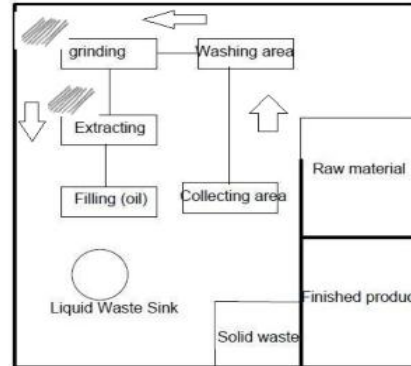 grinding
Washing area
Extracting
Raw material
Filling (oil)
Collecting area
Liquid Waste Sink
Finished produc
Solid waste